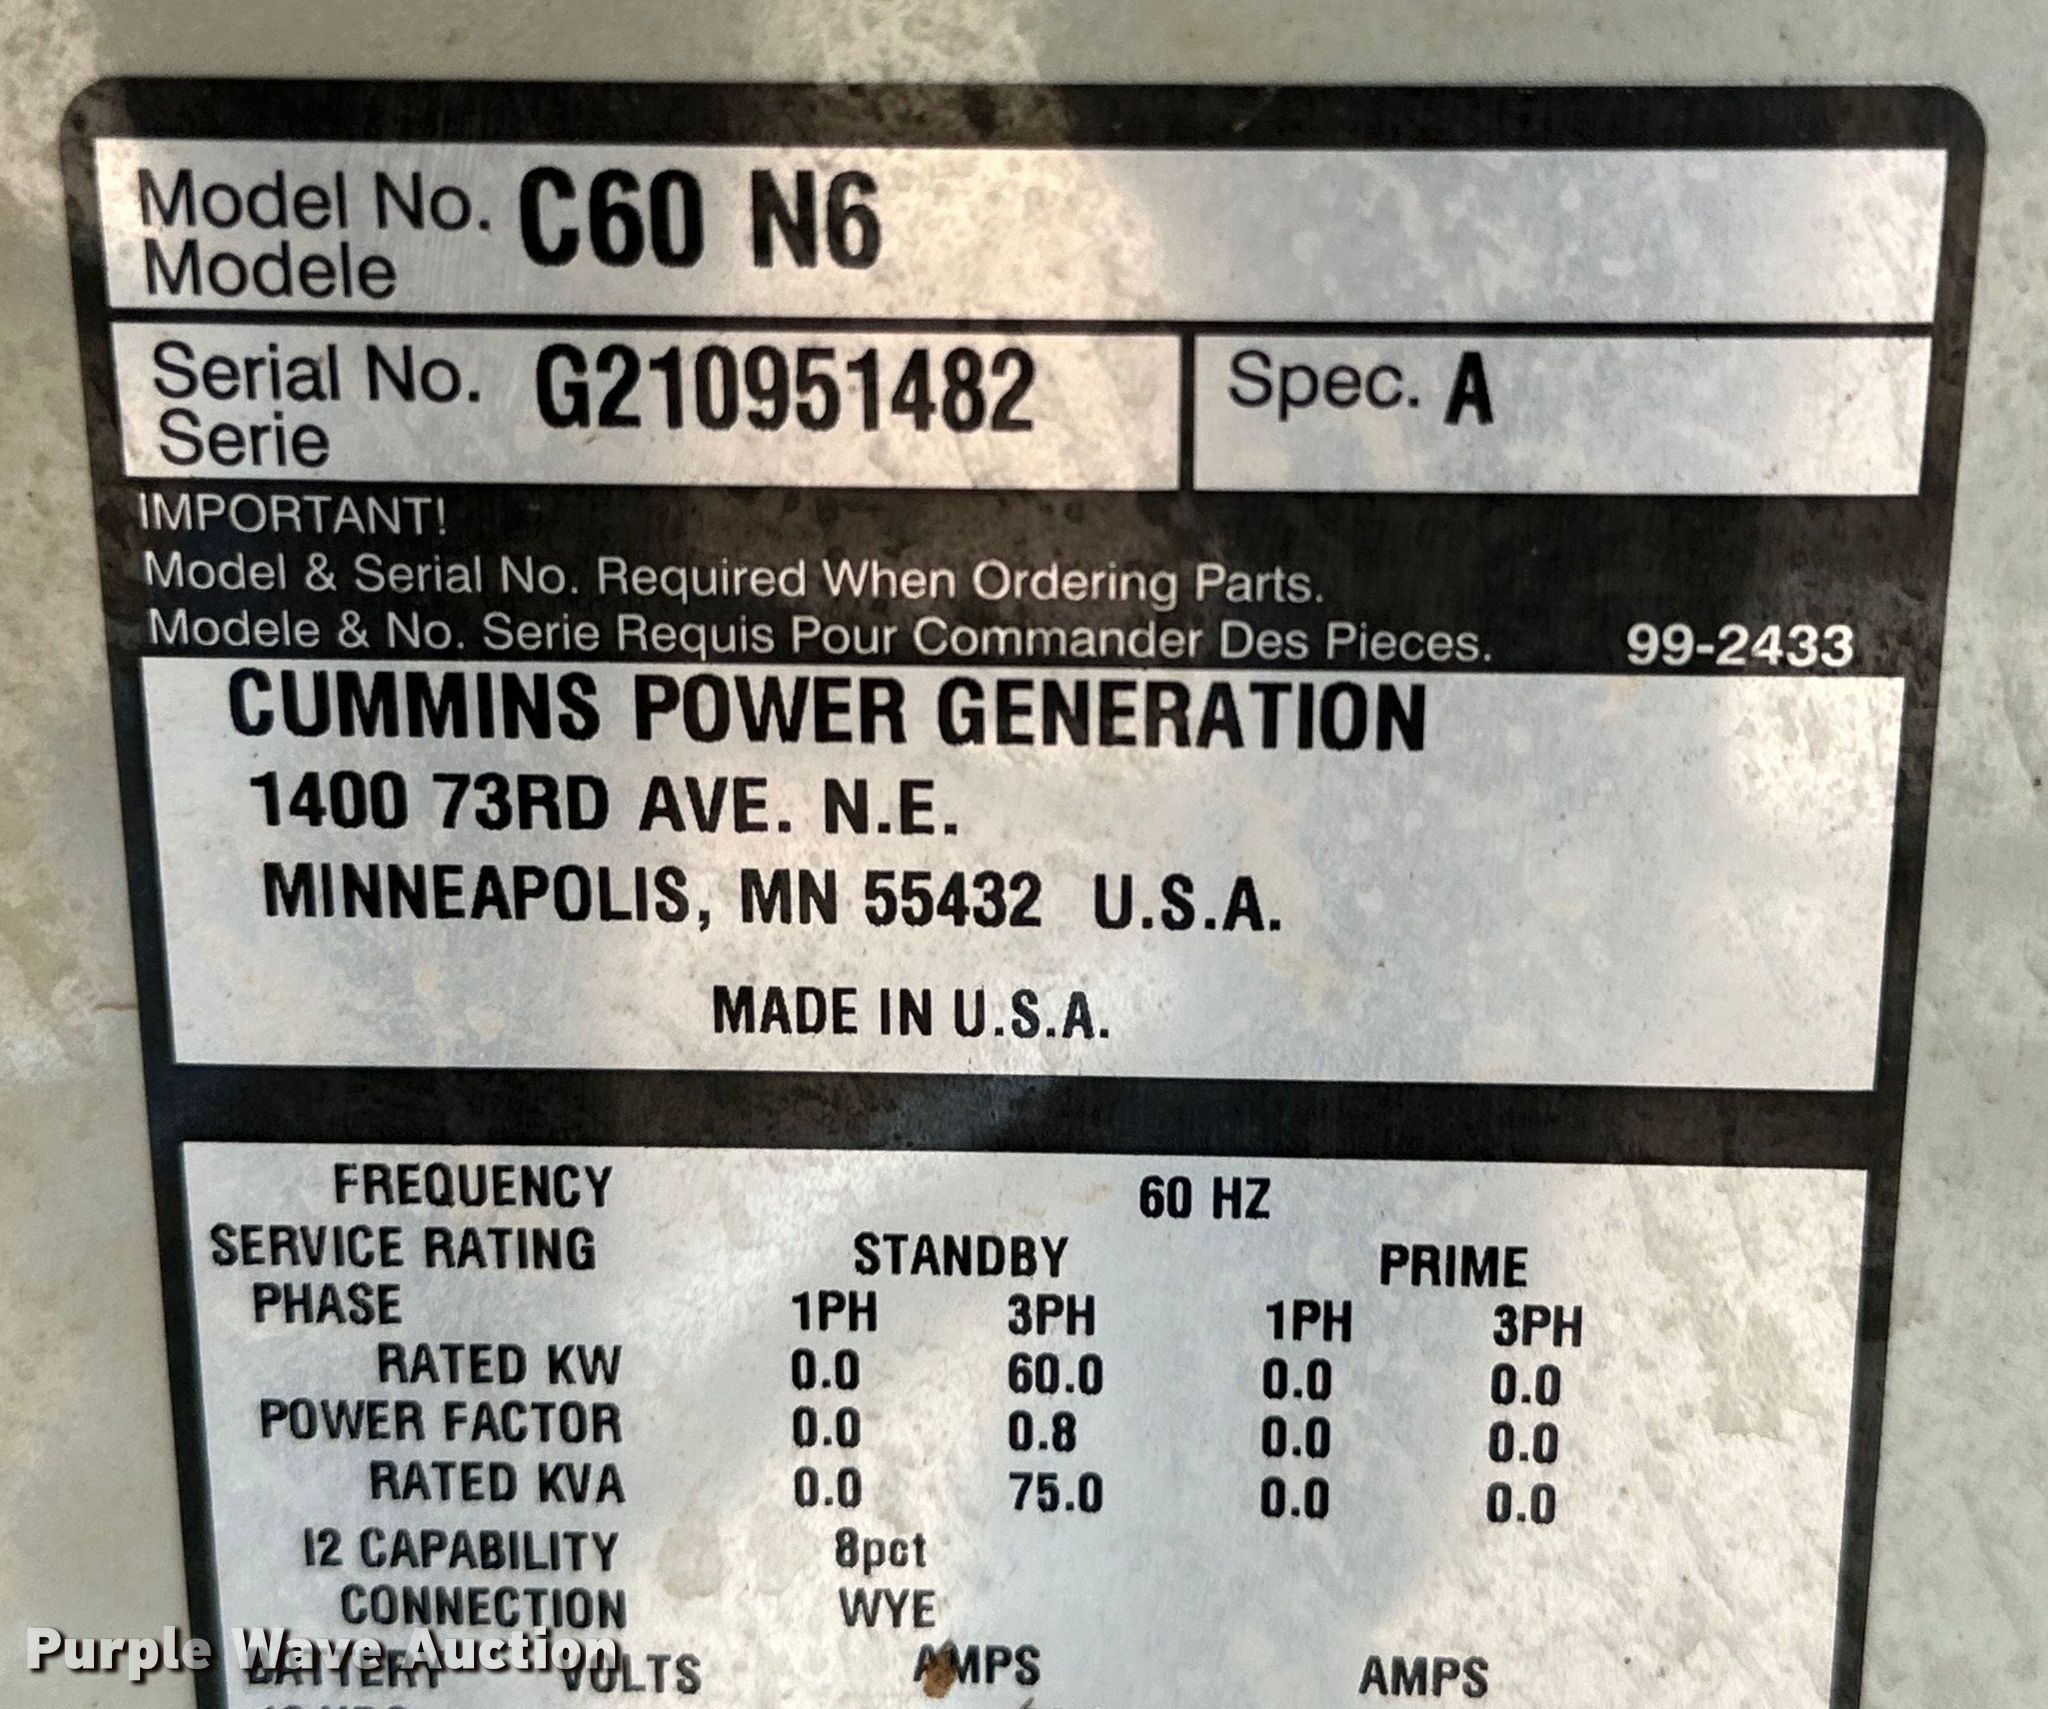 Model No. C60 N6
Modele
Serial No. G210951482 Spec. A
Serie
IMPORTANT!
Model & Serial No. Required When Ordering Parts.
Modele & No. Serie Requis Pour Commander Des Pieces. 99-2433
CUMMINS POWER GENERATION
1400 73RD AVE. N.E.
MINNEAPOLIS, MN 55432 U.S.A.
MADE IN U.S.A.
FREQUENCY 60 HZ
SERVICE RATING STANDBY PRIME
PHASE 1PH 3PH 1PH 3PH
RATED KW 0.0 60.0 0.0 0.0
POWER FACTOR 0.0 0.8 0.0 0.0
RATED KVA 0.0 75.0 0.0 0.0
I2 CAPABILITY 8pct
CONNECTION WYE
BATTERY VOLTS AMPS AMPS
Purple Wave Auction